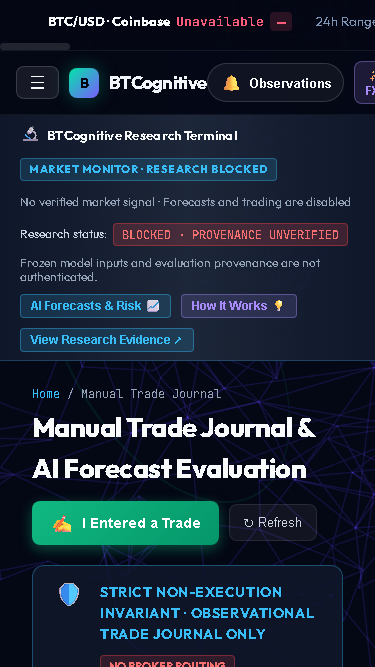 BTC/USD · Coinbase Unavailable — 24h Range
☰ B BTCognitive 🔔 Observations
🔬 BTCognitive Research Terminal
MARKET MONITOR · RESEARCH BLOCKED
No verified market signal · Forecasts and trading are disabled
Research status: BLOCKED · PROVENANCE UNVERIFIED
Frozen model inputs and evaluation provenance are not
authenticated.
AI Forecasts & Risk 📈 How It Works 💡
View Research Evidence ↗
Home / Manual Trade Journal
Manual Trade Journal &
AI Forecast Evaluation
✍️ I Entered a Trade ↻ Refresh
🛡️ STRICT NON-EXECUTION
INVARIANT · OBSERVATIONAL
TRADE JOURNAL ONLY
NO BROKER ROUTING